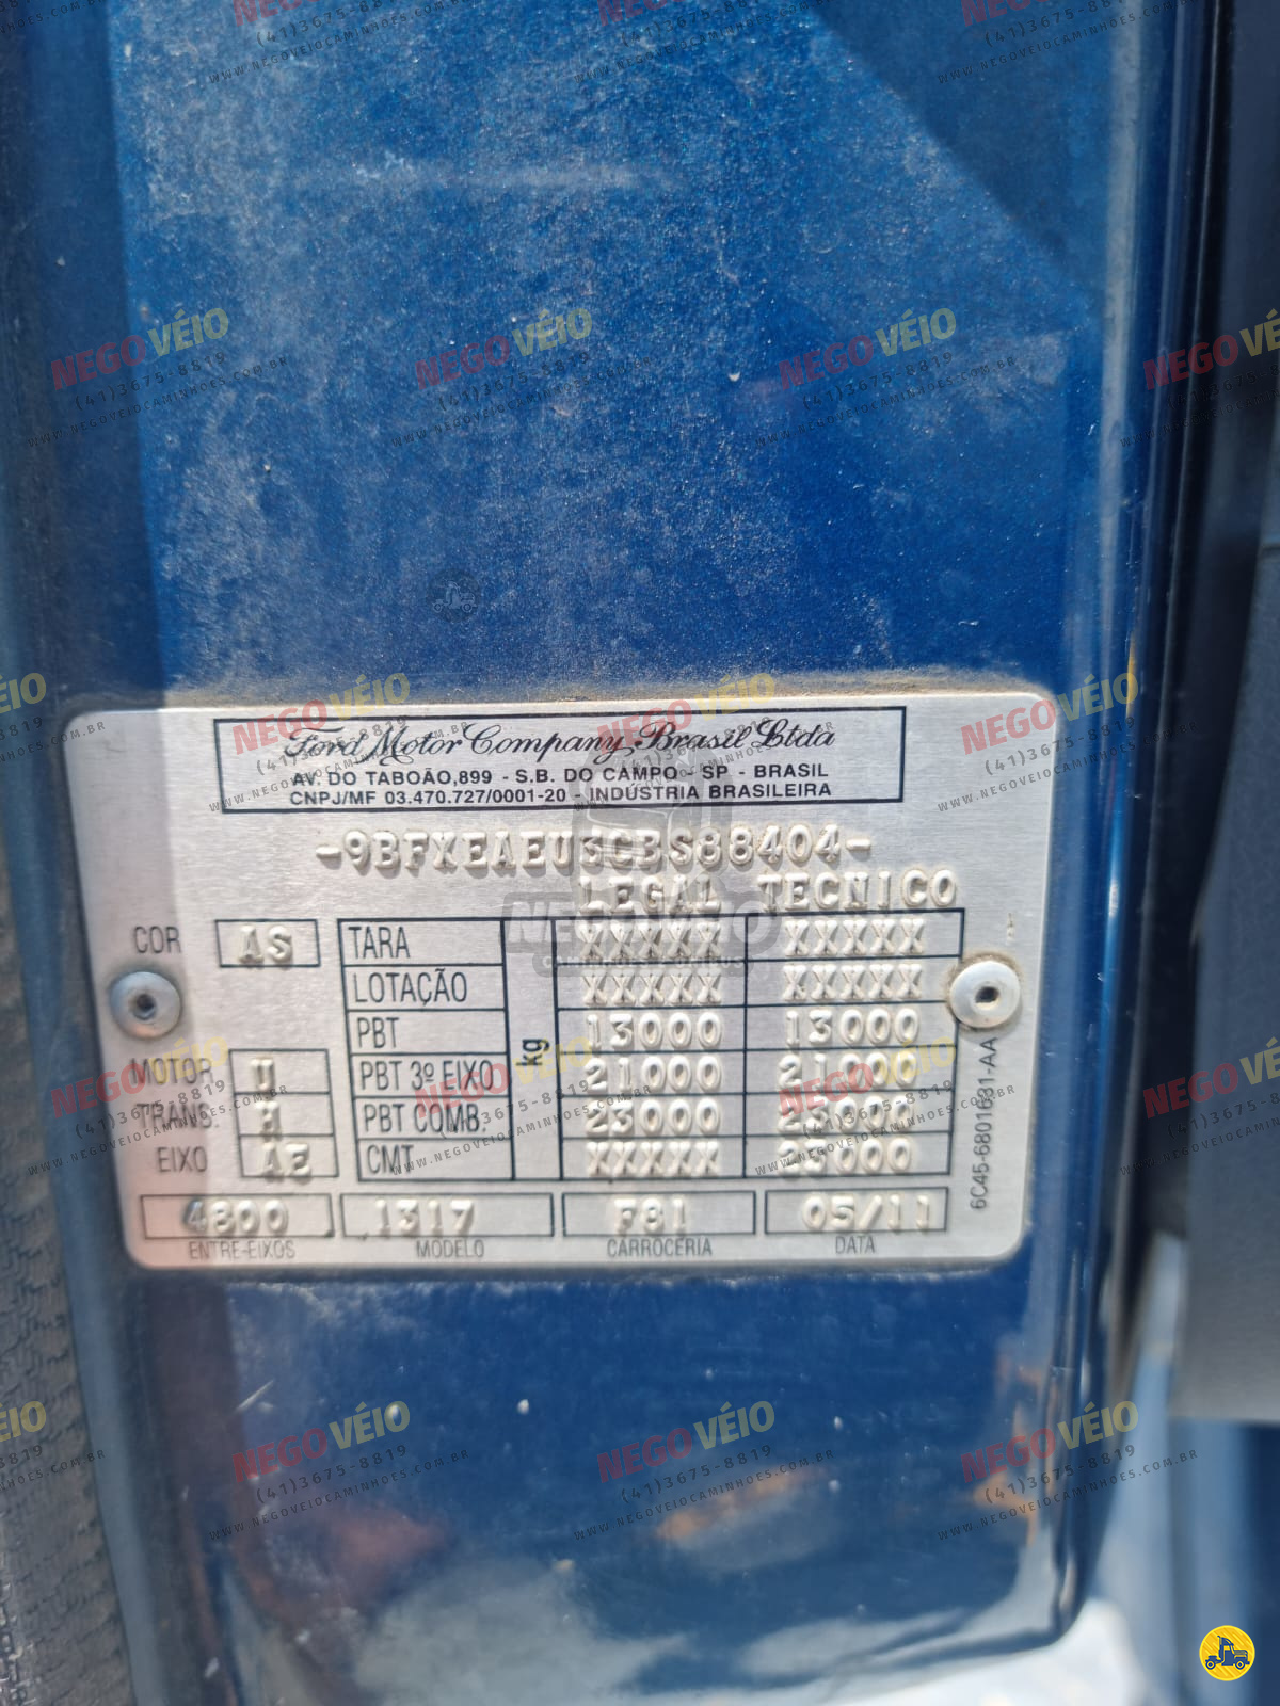 Ford Motor Company Brasil Ltda
AV. DO TABOÃO,899 - S.B. DO CAMPO - SP - BRASIL
CNPJ/MF 03.470.727/0001-20 - INDÚSTRIA BRASILEIRA
-9BFXEAEU3CBS88404-
LEGAL TECNICO
COR AS TARA XXXXX XXXXX
LOTAÇÃO XXXXX XXXXX
PBT kg 13000 13000
MOTOR U PBT 3º EIXO 21000 21000
TRANS. H PBT COMB. 23000 23000
EIXO AE CMT XXXXX 23000
4800 1317 F81 05/11
ENTRE-EIXOS MODELO CARROCERIA DATA
6C45-6801631-AA
NEGO VÉIO
(41)3675-8819
WWW.NEGOVEIOCAMINHOES.COM.BR